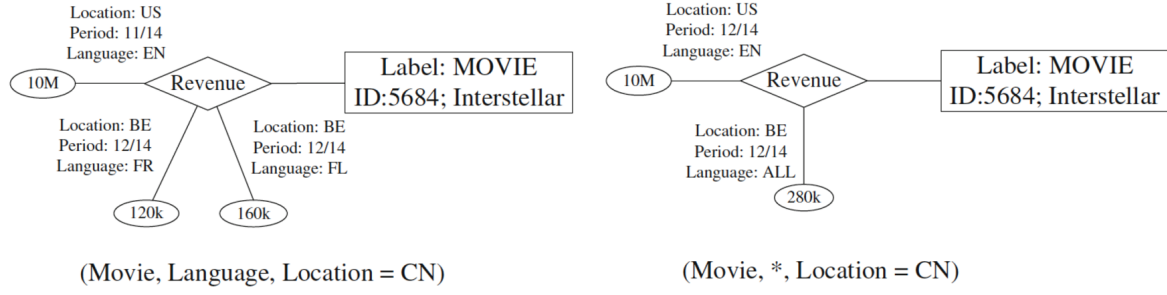 Location: US
Period: 11/14
Language: EN
10M
Revenue
Label: MOVIE
ID:5684; Interstellar
Location: BE
Period: 12/14
Language: FR
Location: BE
Period: 12/14
Language: FL
120k
160k
(Movie, Language, Location = CN)
Location: US
Period: 12/14
Language: EN
10M
Revenue
Label: MOVIE
ID:5684; Interstellar
Location: BE
Period: 12/14
Language: ALL
280k
(Movie, *, Location = CN)